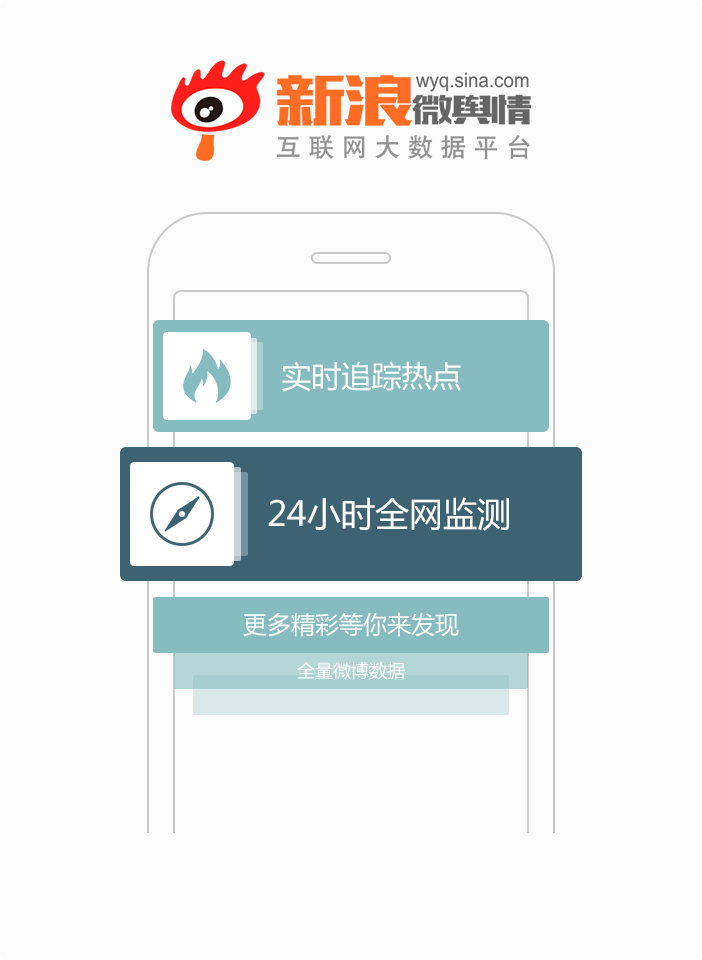 新浪微舆情
wyq.sina.com
互联网大数据平台
实时追踪热点
24小时全网监测
更多精彩等你来发现
全量微博数据